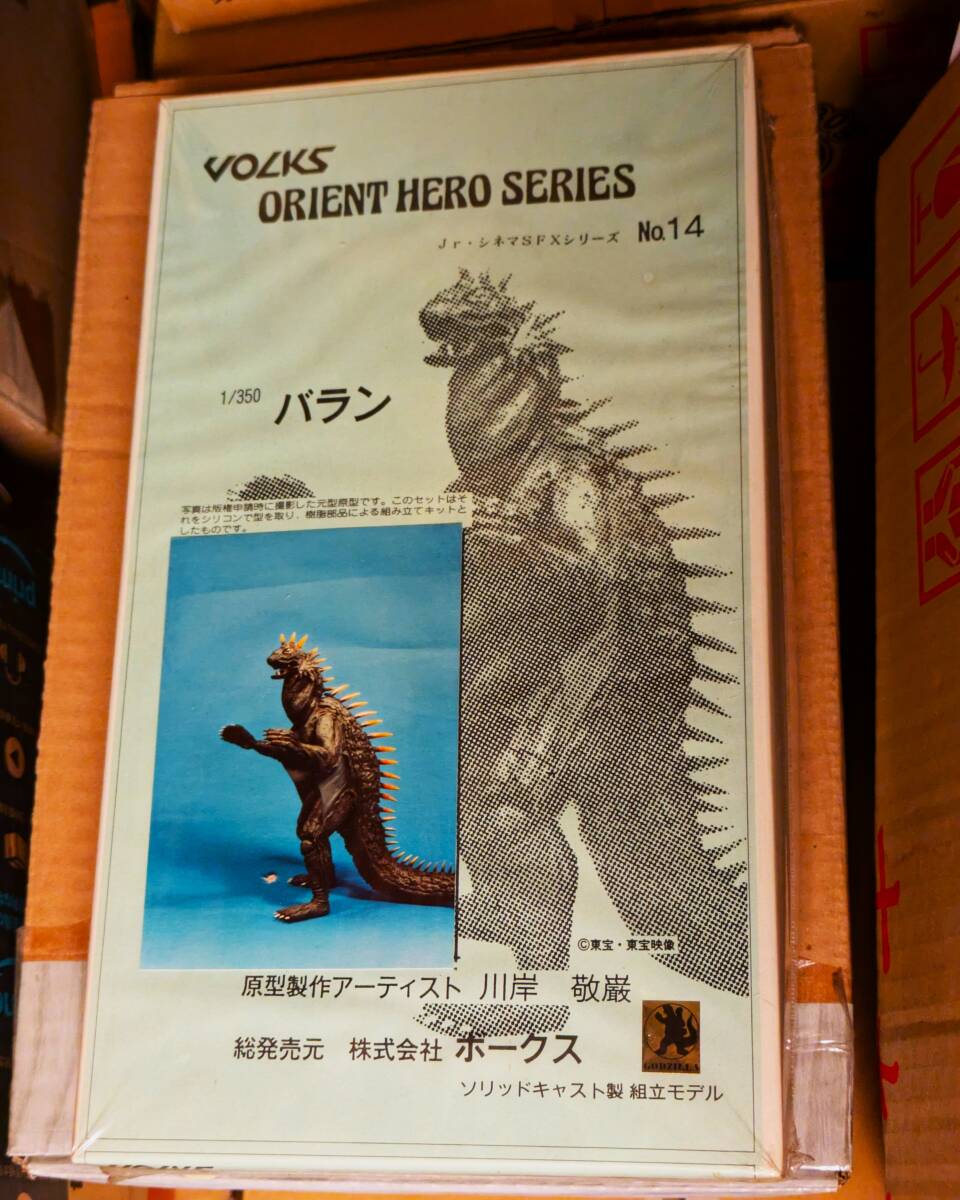 VOLKS
ORIENT HERO SERIES
Jr・シネマSFXシリーズ No.14
1/350 バラン
写真は版権申請時に撮影した元型原型です。このセットはそ
れをシリコンで型を取り、樹脂部品による組み立てキットと
したものです。
©東宝・東宝映像
原型製作アーティスト 川岸 敬厳
総発売元 株式会社 ボークス
GODZILLA
ソリッドキャスト製 組立モデル
VOLKS